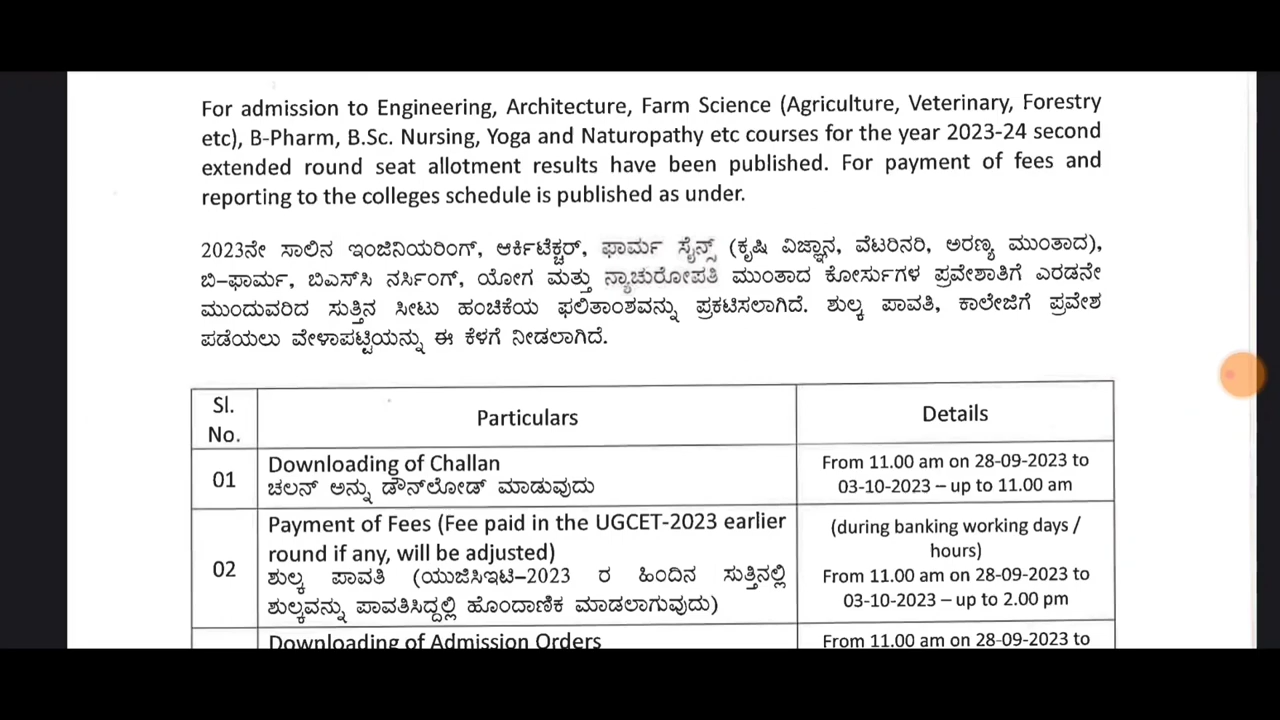 For admission to Engineering, Architecture, Farm Science (Agriculture, Veterinary, Forestry
etc), B-Pharm, B.Sc. Nursing, Yoga and Naturopathy etc courses for the year 2023-24 second
extended round seat allotment results have been published. For payment of fees and
reporting to the colleges schedule is published as under.
2023ನೇ ಸಾಲಿನ ಇಂಜಿನಿಯರಿಂಗ್, ಆರ್ಕಿಟೆಕ್ಚರ್, ಫಾರ್ಮ ಸೈನ್ಸ್ (ಕೃಷಿ ವಿಜ್ಞಾನ, ವೆಟರಿನರಿ, ಅರಣ್ಯ ಮುಂತಾದ),
ಬಿ–ಫಾರ್ಮ, ಬಿಎಸ್‌ಸಿ ನರ್ಸಿಂಗ್, ಯೋಗ ಮತ್ತು ನ್ಯಾಚುರೋಪತಿ ಮುಂತಾದ ಕೋರ್ಸುಗಳ ಪ್ರವೇಶಾತಿಗೆ ಎರಡನೇ
ಮುಂದುವರಿದ ಸುತ್ತಿನ ಸೀಟು ಹಂಚಿಕೆಯ ಫಲಿತಾಂಶವನ್ನು ಪ್ರಕಟಿಸಲಾಗಿದೆ. ಶುಲ್ಕ ಪಾವತಿ, ಕಾಲೇಜಿಗೆ ಪ್ರವೇಶ
ಪಡೆಯಲು ವೇಳಾಪಟ್ಟಿಯನ್ನು ಈ ಕೆಳಗೆ ನೀಡಲಾಗಿದೆ.
Sl.
No.
Particulars
Details
01
Downloading of Challan
ಚಲನ್ ಅನ್ನು ಡೌನ್‌ಲೋಡ್ ಮಾಡುವುದು
From 11.00 am on 28-09-2023 to
03-10-2023 – up to 11.00 am
02
Payment of Fees (Fee paid in the UGCET-2023 earlier
round if any, will be adjusted)
ಶುಲ್ಕ ಪಾವತಿ (ಯುಜಿಸಿಇಟಿ–2023 ರ ಹಿಂದಿನ ಸುತ್ತಿನಲ್ಲಿ
ಶುಲ್ಕವನ್ನು ಪಾವತಿಸಿದ್ದಲ್ಲಿ ಹೊಂದಾಣಿಕೆ ಮಾಡಲಾಗುವುದು)
(during banking working days /
hours)
From 11.00 am on 28-09-2023 to
03-10-2023 – up to 2.00 pm
Downloading of Admission Orders
From 11.00 am on 28-09-2023 to